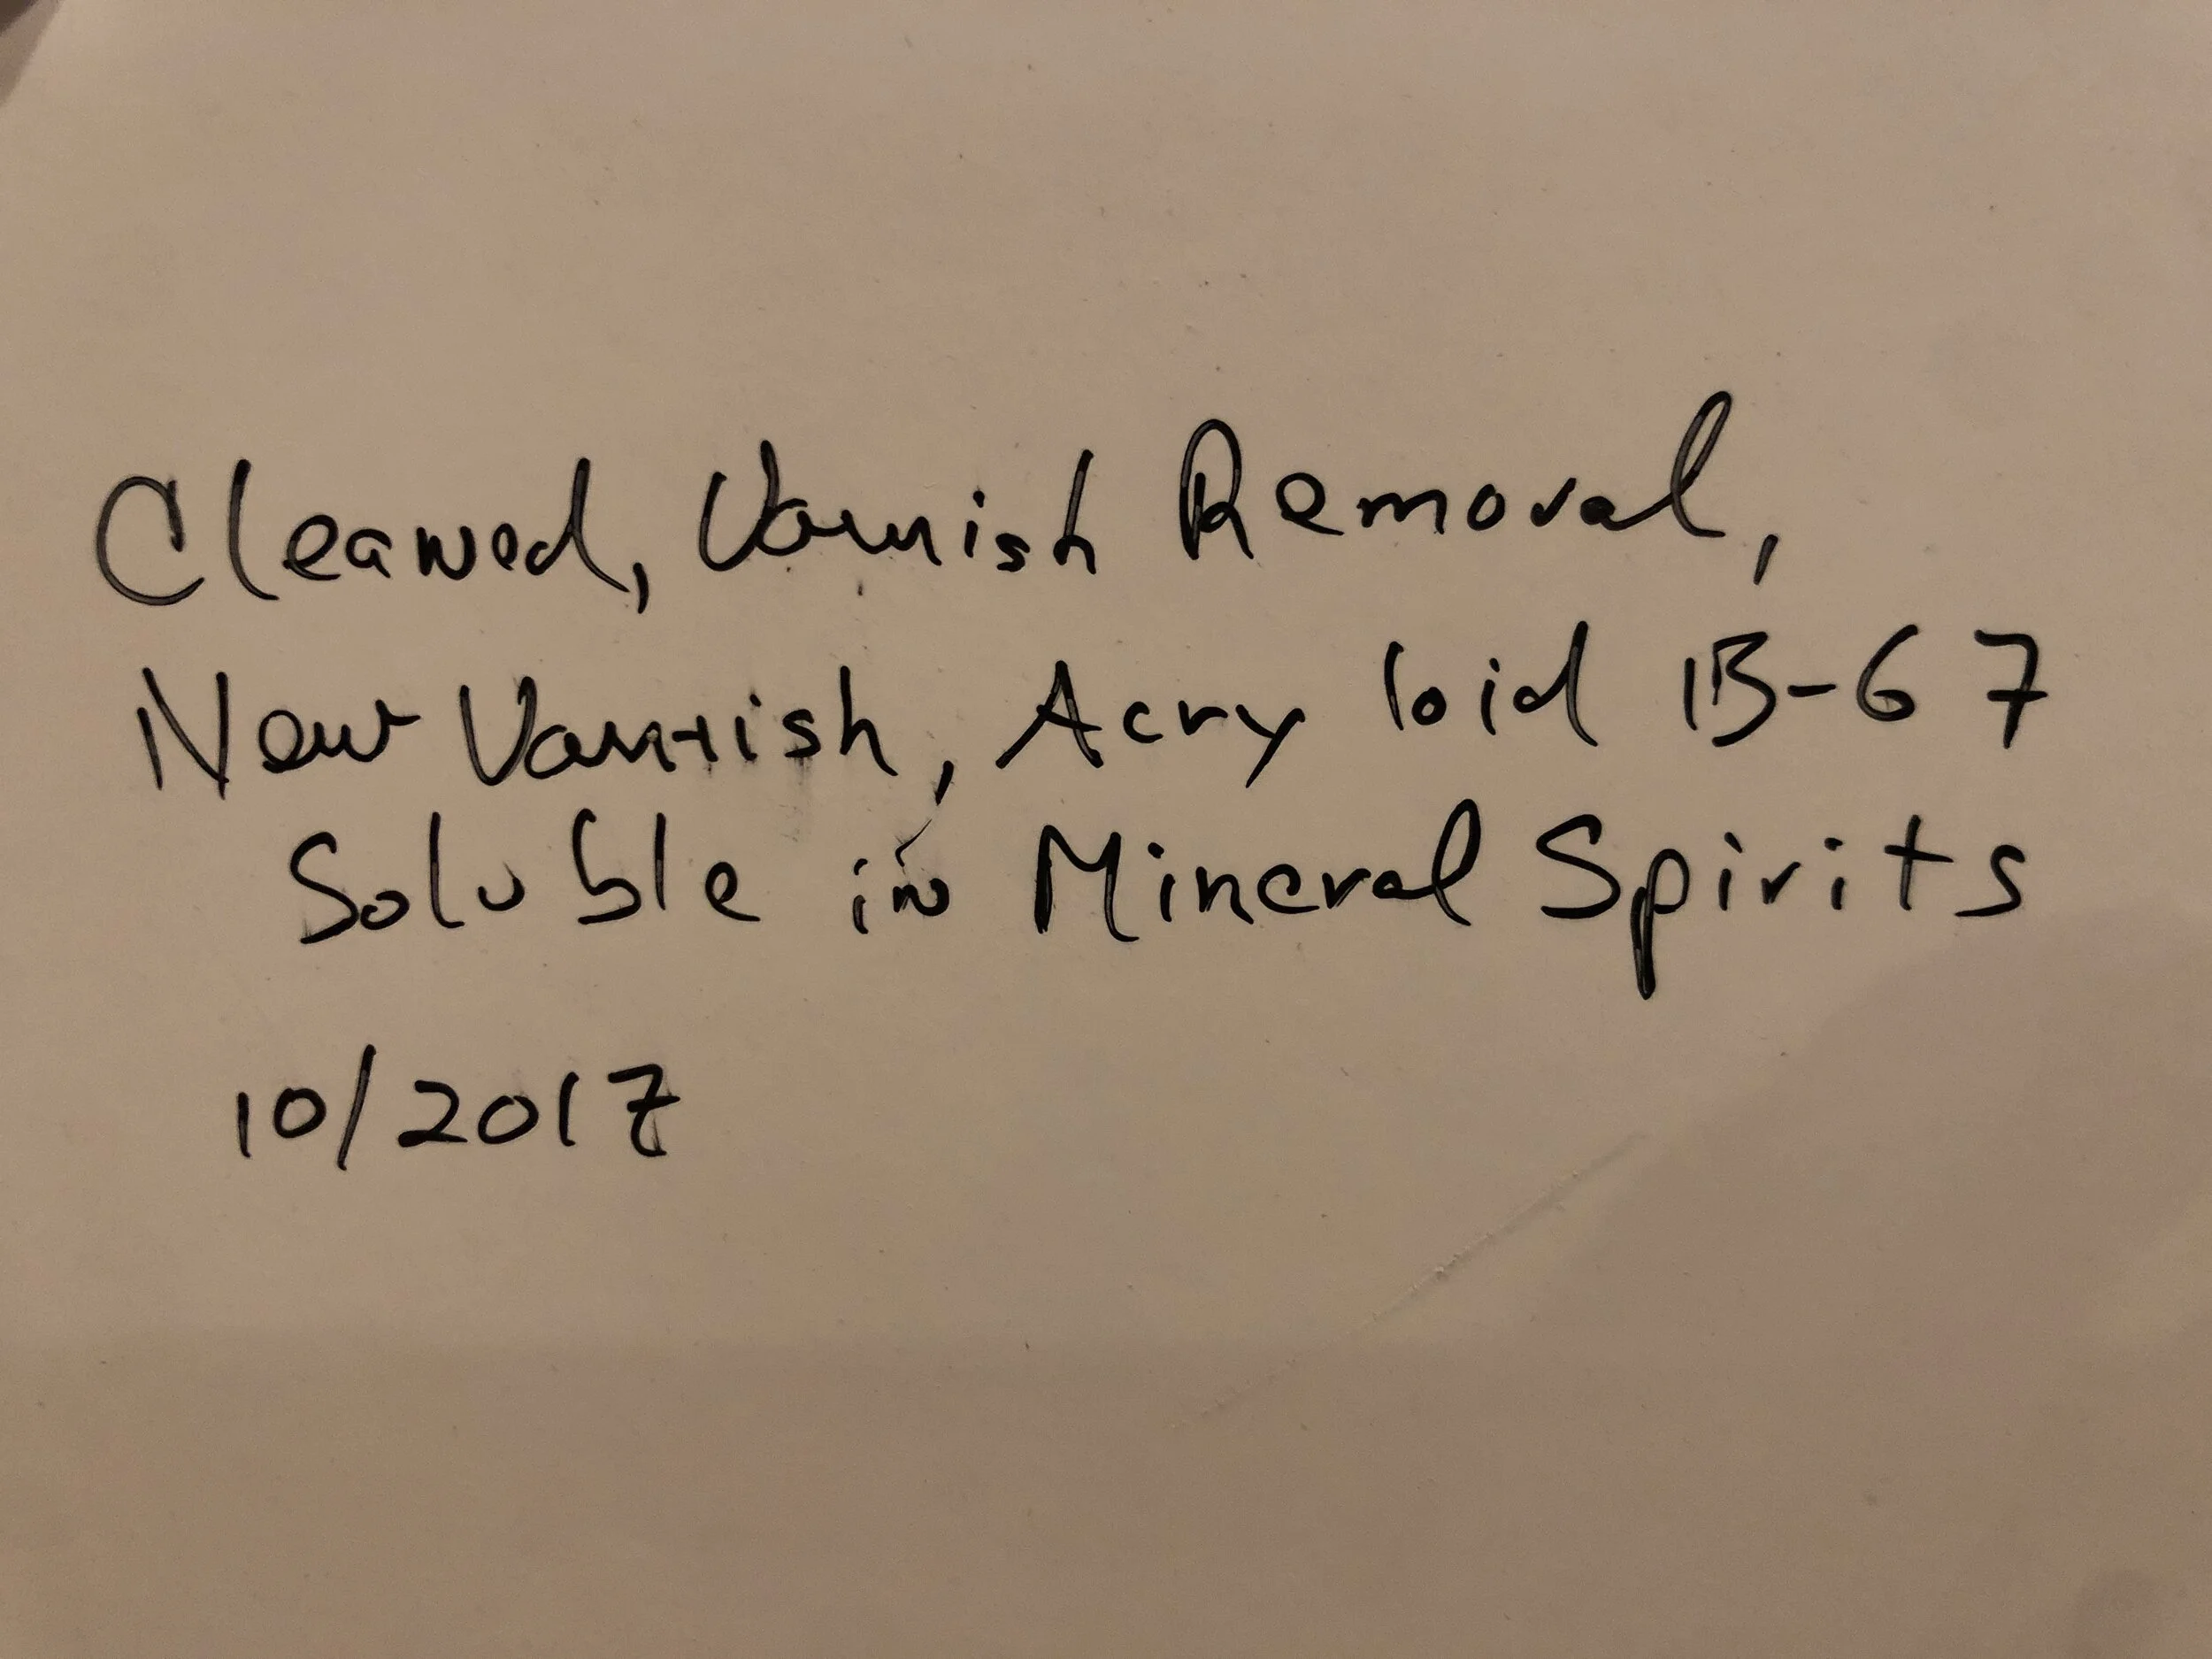 Cleaned, Varnish Removal,
New Varnish, Acryloid B-67
Soluble in Mineral Spirits
10/2017